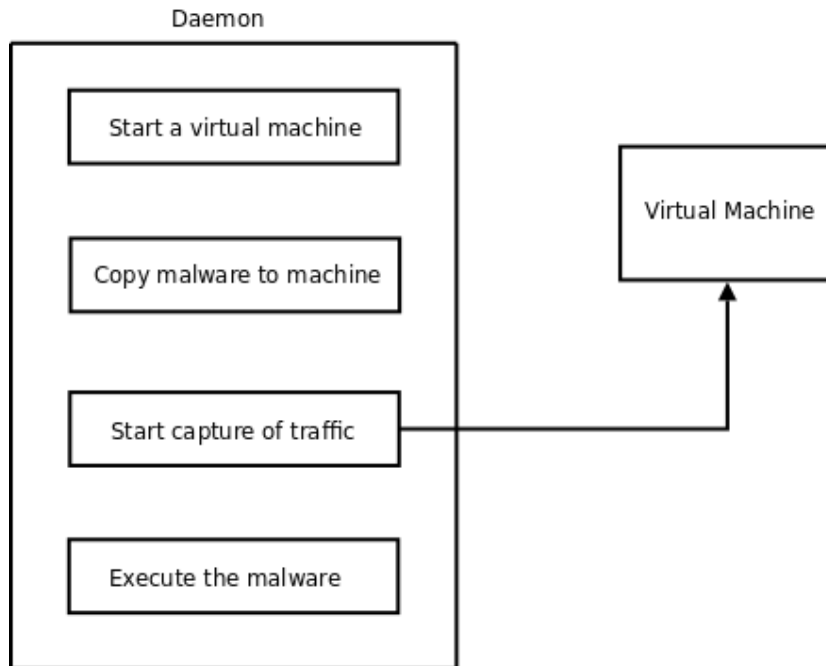 Daemon
Start a virtual machine
Copy malware to machine
Virtual Machine
Start capture of traffic
Execute the malware